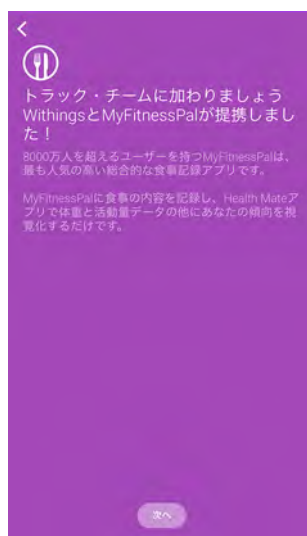 トラック・チームに加わりましょう
WithingsとMyFitnessPalが提携しまし
た！
8000万人を超えるユーザーを持つMyFitnessPalは、
最も人気の高い総合的な食事記録アプリです。
MyFitnessPalに食事の内容を記録し、Health Mateア
プリで体重と活動量データの他にあなたの傾向を視
覚化するだけです。
次へ